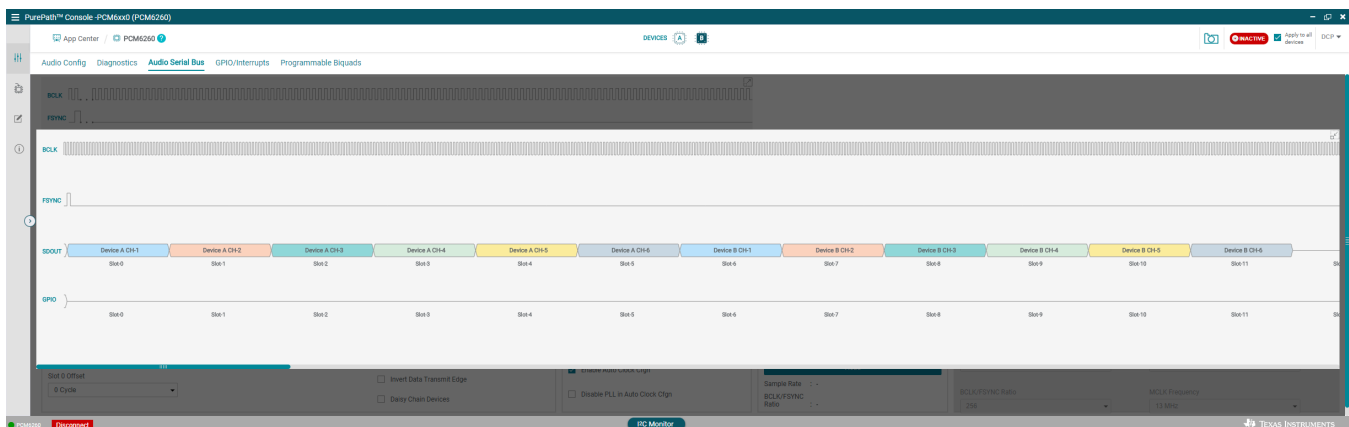 PurePath™ Console -PCM6xx0 (PCM6260)
App Center / PCM6260
DEVICES A B
INACTIVE
Apply to all devices
DCP
Audio Config Diagnostics Audio Serial Bus GPIO/Interrupts Programmable Biquads
BCLK
FSYNC
BCLK
FSYNC
SDOUT Device A CH-1 Device A CH-2 Device A CH-3 Device A CH-4 Device A CH-5 Device A CH-6 Device B CH-1 Device B CH-2 Device B CH-3 Device B CH-4 Device B CH-5 Device B CH-6
Slot-0 Slot-1 Slot-2 Slot-3 Slot-4 Slot-5 Slot-6 Slot-7 Slot-8 Slot-9 Slot-10 Slot-11
GPIO
Slot-0 Slot-1 Slot-2 Slot-3 Slot-4 Slot-5 Slot-6 Slot-7 Slot-8 Slot-9 Slot-10 Slot-11
Slot 0 Offset
0 Cycle
Invert Data Transmit Edge
Daisy Chain Devices
Enable Auto Clock Cfgn
Disable PLL in Auto Clock Cfgn
Sample Rate : -
BCLK/FSYNC Ratio : -
BCLK/FSYNC Ratio
256
MCLK Frequency
PCM6260 Disconnect
I2C Monitor
TEXAS INSTRUMENTS